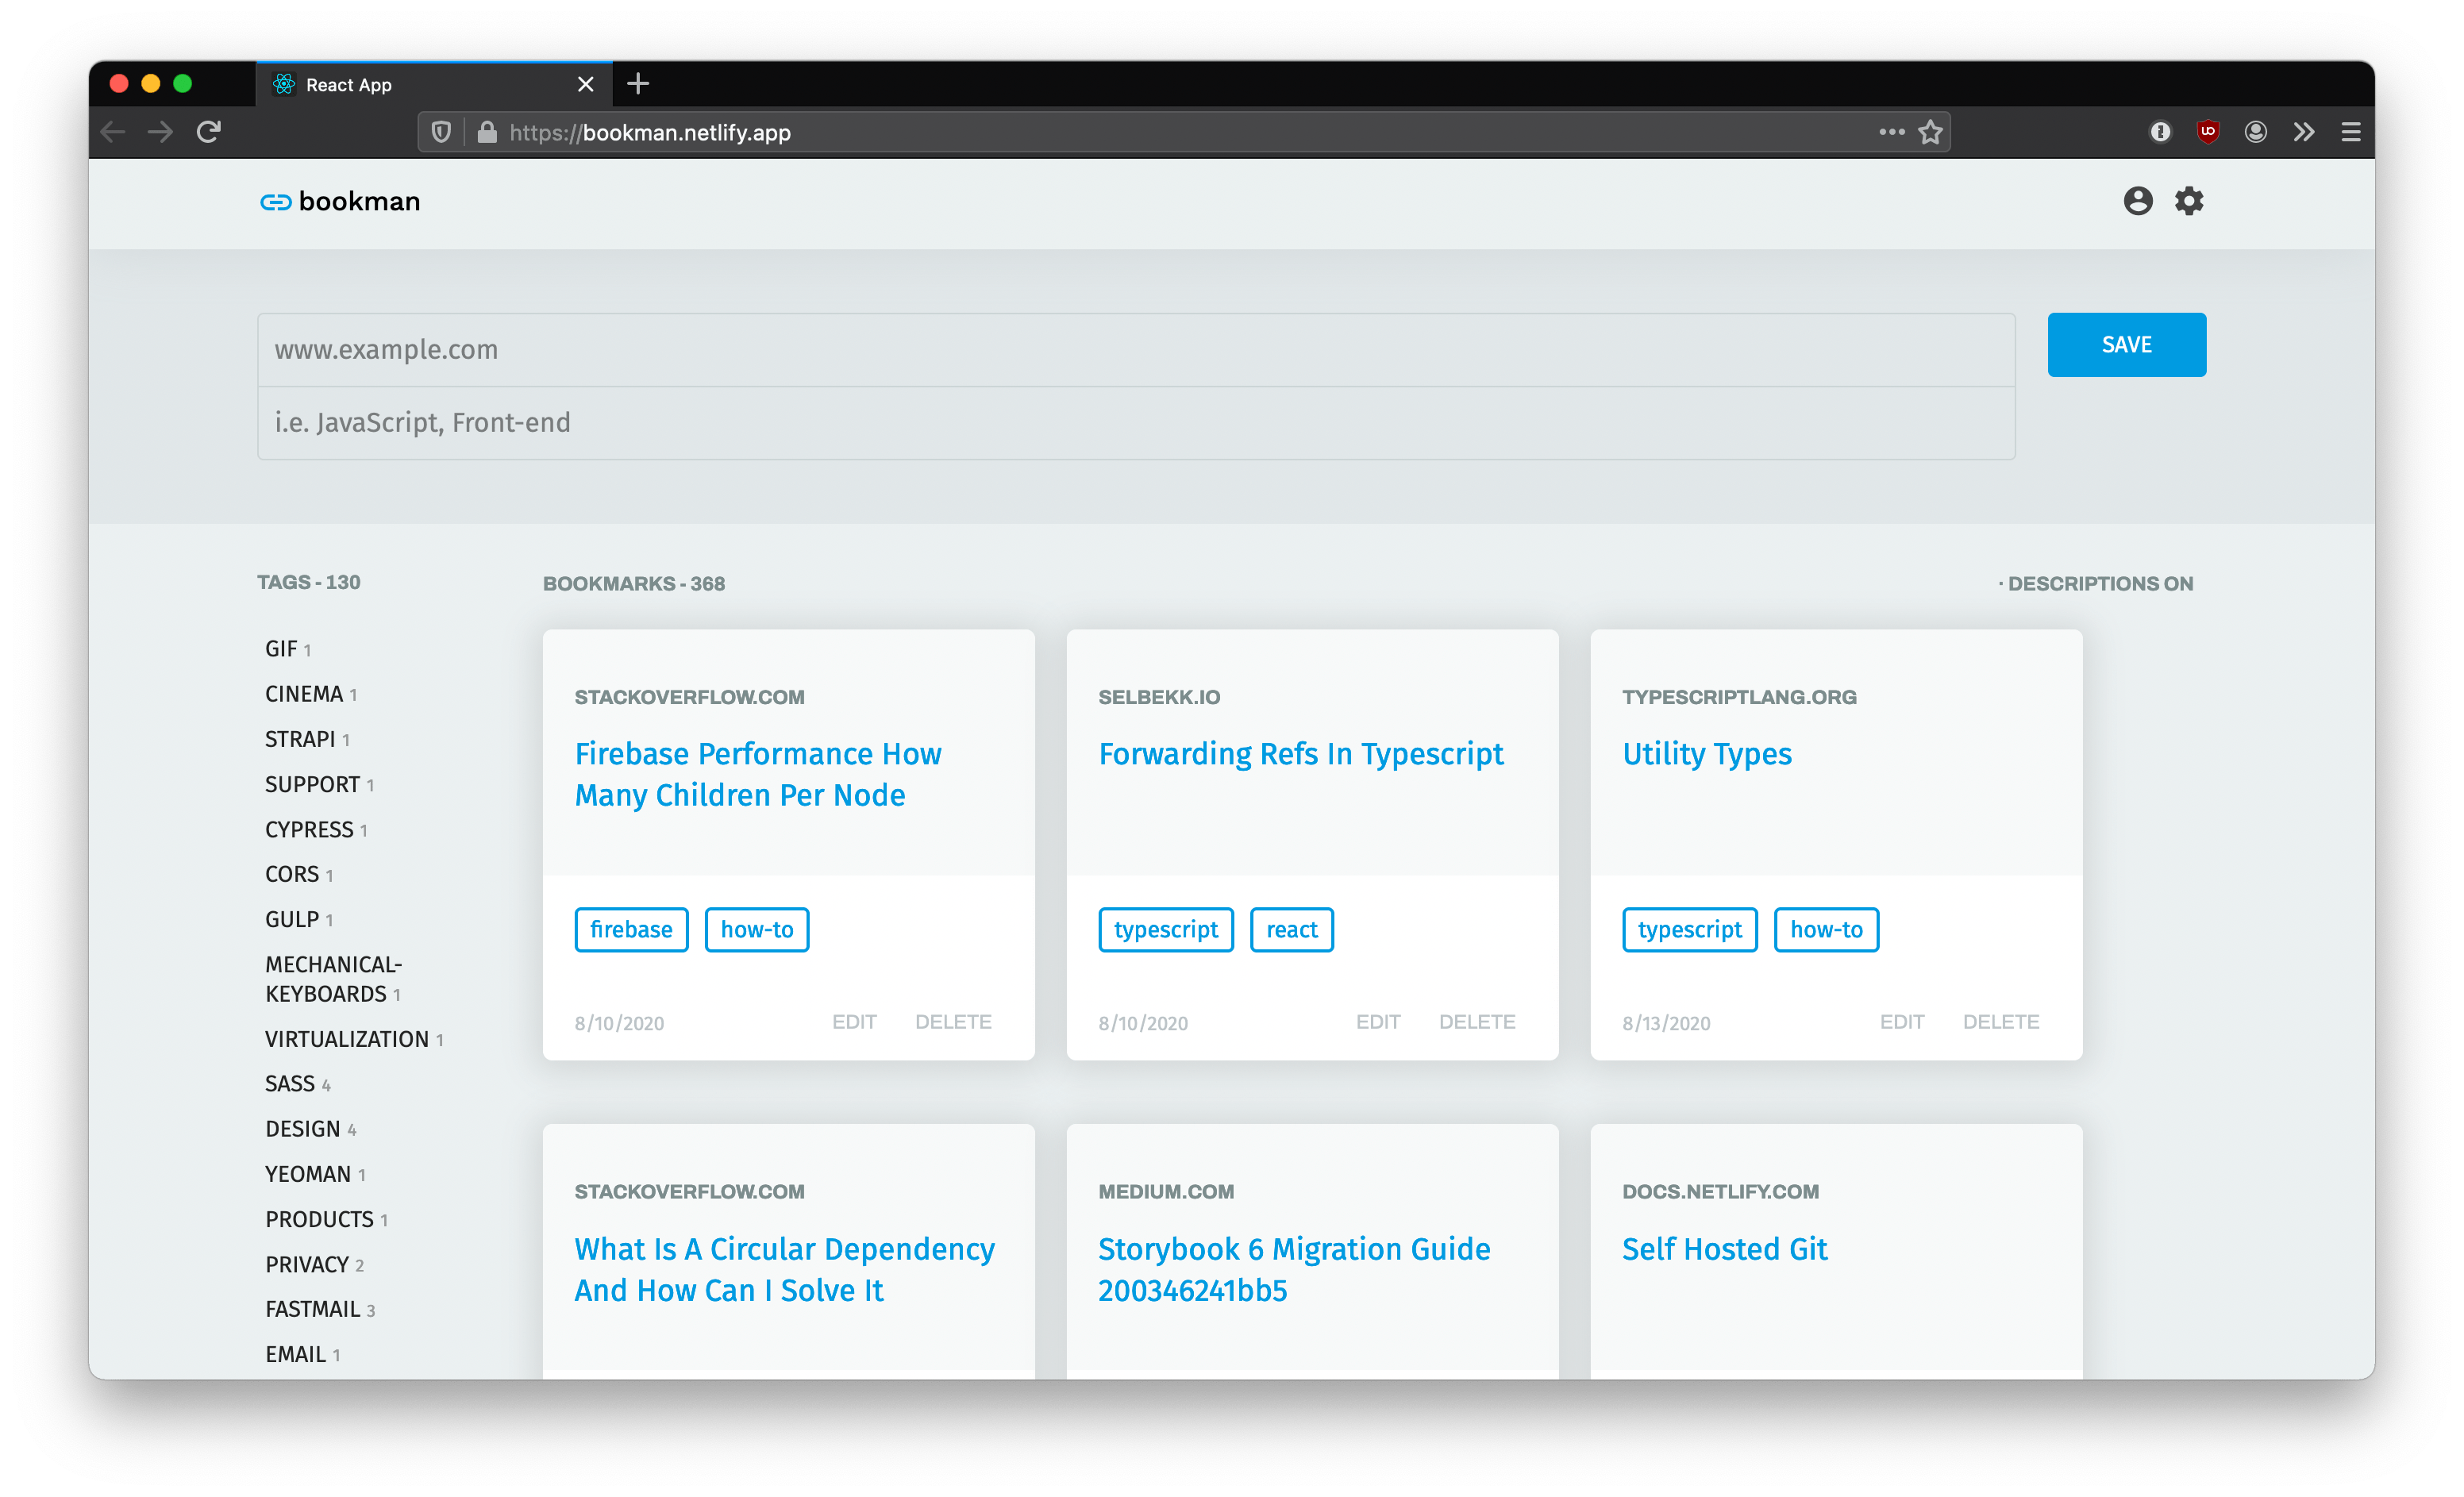 React App
https://bookman.netlify.app
bookman
www.example.com
SAVE
i.e. JavaScript, Front-end
TAGS - 130
GIF 1
CINEMA 1
STRAPI 1
SUPPORT 1
CYPRESS 1
CORS 1
GULP 1
MECHANICAL-
KEYBOARDS 1
VIRTUALIZATION 1
SASS 4
DESIGN 4
YEOMAN 1
PRODUCTS 1
PRIVACY 2
FASTMAIL 3
EMAIL 1
BOOKMARKS - 368
· DESCRIPTIONS ON
STACKOVERFLOW.COM
Firebase Performance How
Many Children Per Node
firebase how-to
8/10/2020 EDIT DELETE
SELBEKK.IO
Forwarding Refs In Typescript
typescript react
8/10/2020 EDIT DELETE
TYPESCRIPTLANG.ORG
Utility Types
typescript how-to
8/13/2020 EDIT DELETE
STACKOVERFLOW.COM
What Is A Circular Dependency
And How Can I Solve It
MEDIUM.COM
Storybook 6 Migration Guide
200346241bb5
DOCS.NETLIFY.COM
Self Hosted Git